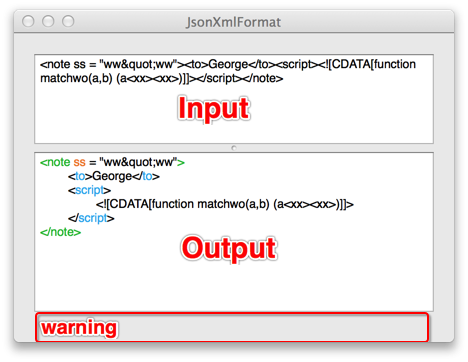 JsonXmlFormat
<note ss = "ww&quot;ww"><to>George</to><script><![CDATA[function
matchwo(a,b) (a<xx><xx>)]]></script></note>
Input
<note ss = "ww&quot;ww">
<to>George</to>
<script>
<![CDATA[function matchwo(a,b) (a<xx><xx>)]]>
</script>
</note>
Output
warning